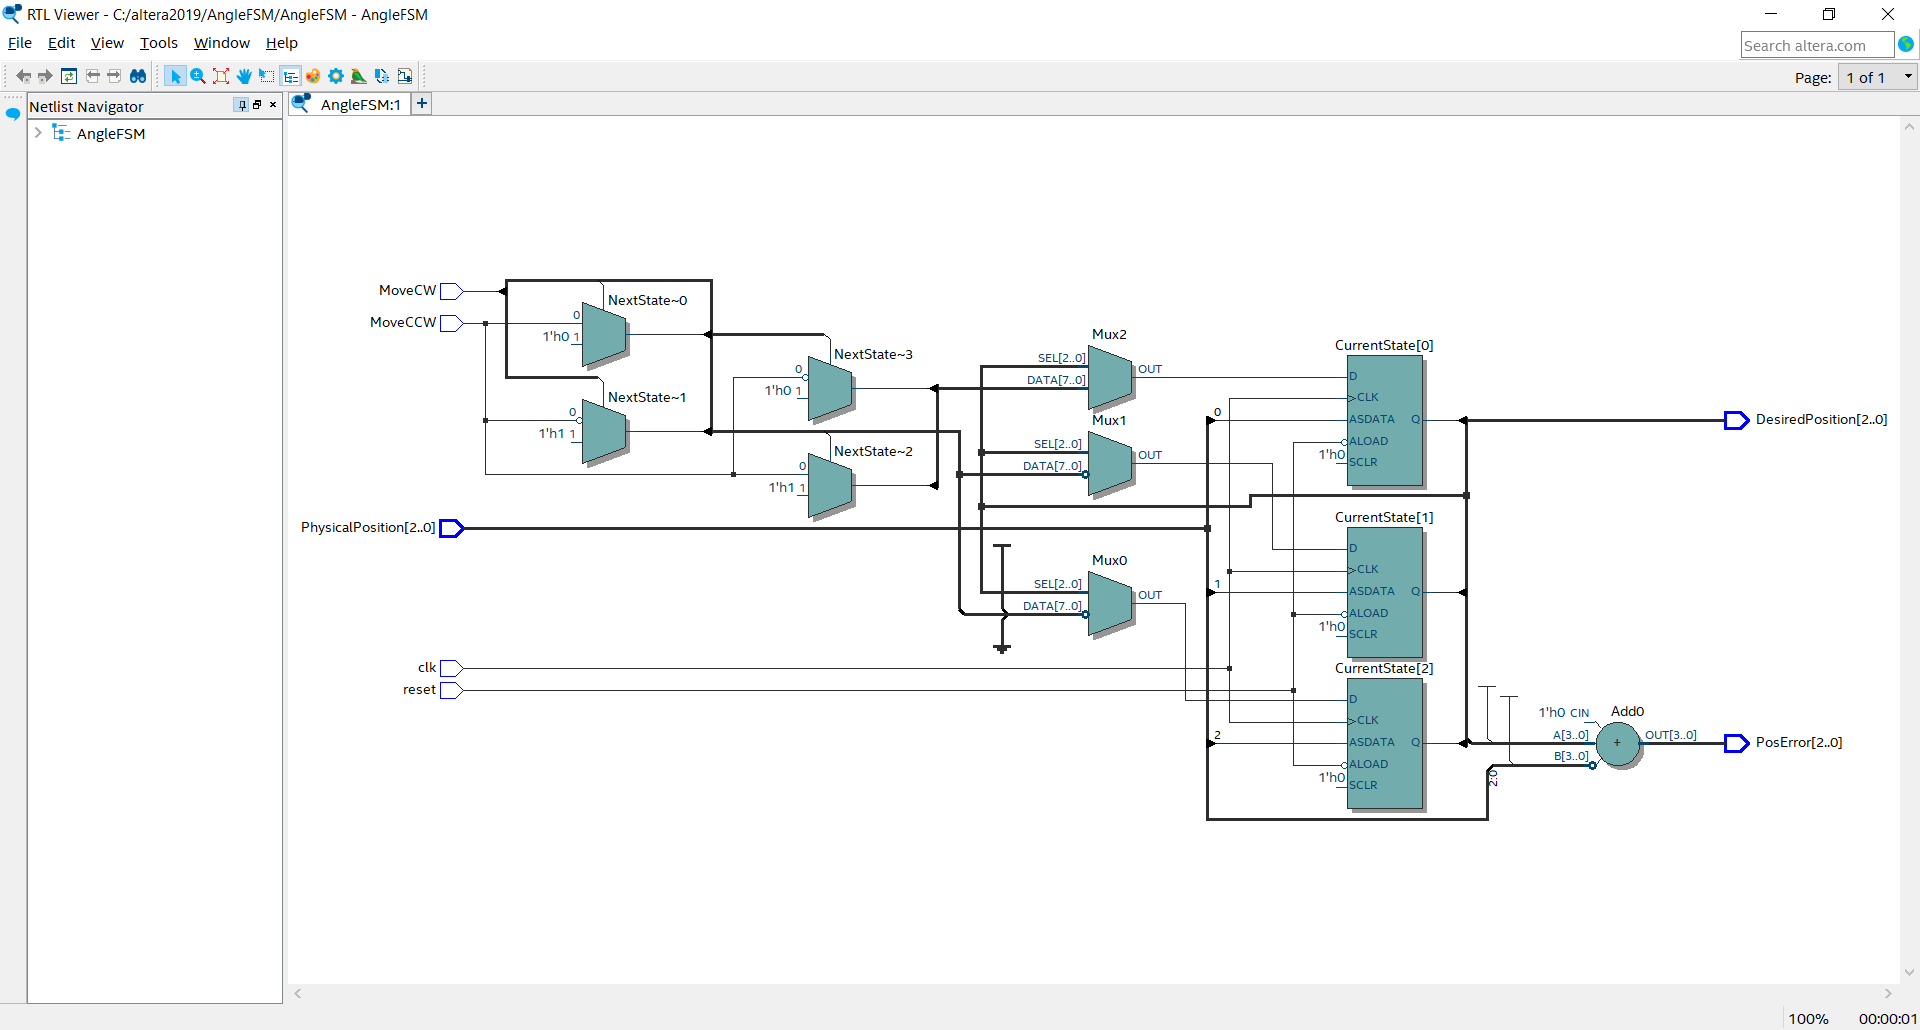 RTL Viewer - C:/altera2019/AngleFSM/AngleFSM - AngleFSM
File Edit View Tools Window Help
Search altera.com
Page: 1 of 1
Netlist Navigator
AngleFSM:1
AngleFSM
MoveCW
MoveCCW
PhysicalPosition[2..0]
clk
reset
NextState~0
0
1'h0 1
NextState~1
0
1'h1 1
NextState~3
0
1'h0 1
NextState~2
0
1'h1 1
Mux2
SEL[2..0]
DATA[7..0]
OUT
Mux1
SEL[2..0]
DATA[7..0]
OUT
Mux0
SEL[2..0]
DATA[7..0]
OUT
0
1
2
CurrentState[0]
D
CLK
ASDATA Q
ALOAD
1'h0 SCLR
CurrentState[1]
D
CLK
ASDATA Q
ALOAD
1'h0 SCLR
CurrentState[2]
D
CLK
ASDATA Q
ALOAD
1'h0 SCLR
DesiredPosition[2..0]
1'h0 CIN
Add0
A[3..0]
B[3..0]
+
OUT[3..0]
2:0
PosError[2..0]
100% 00:00:01